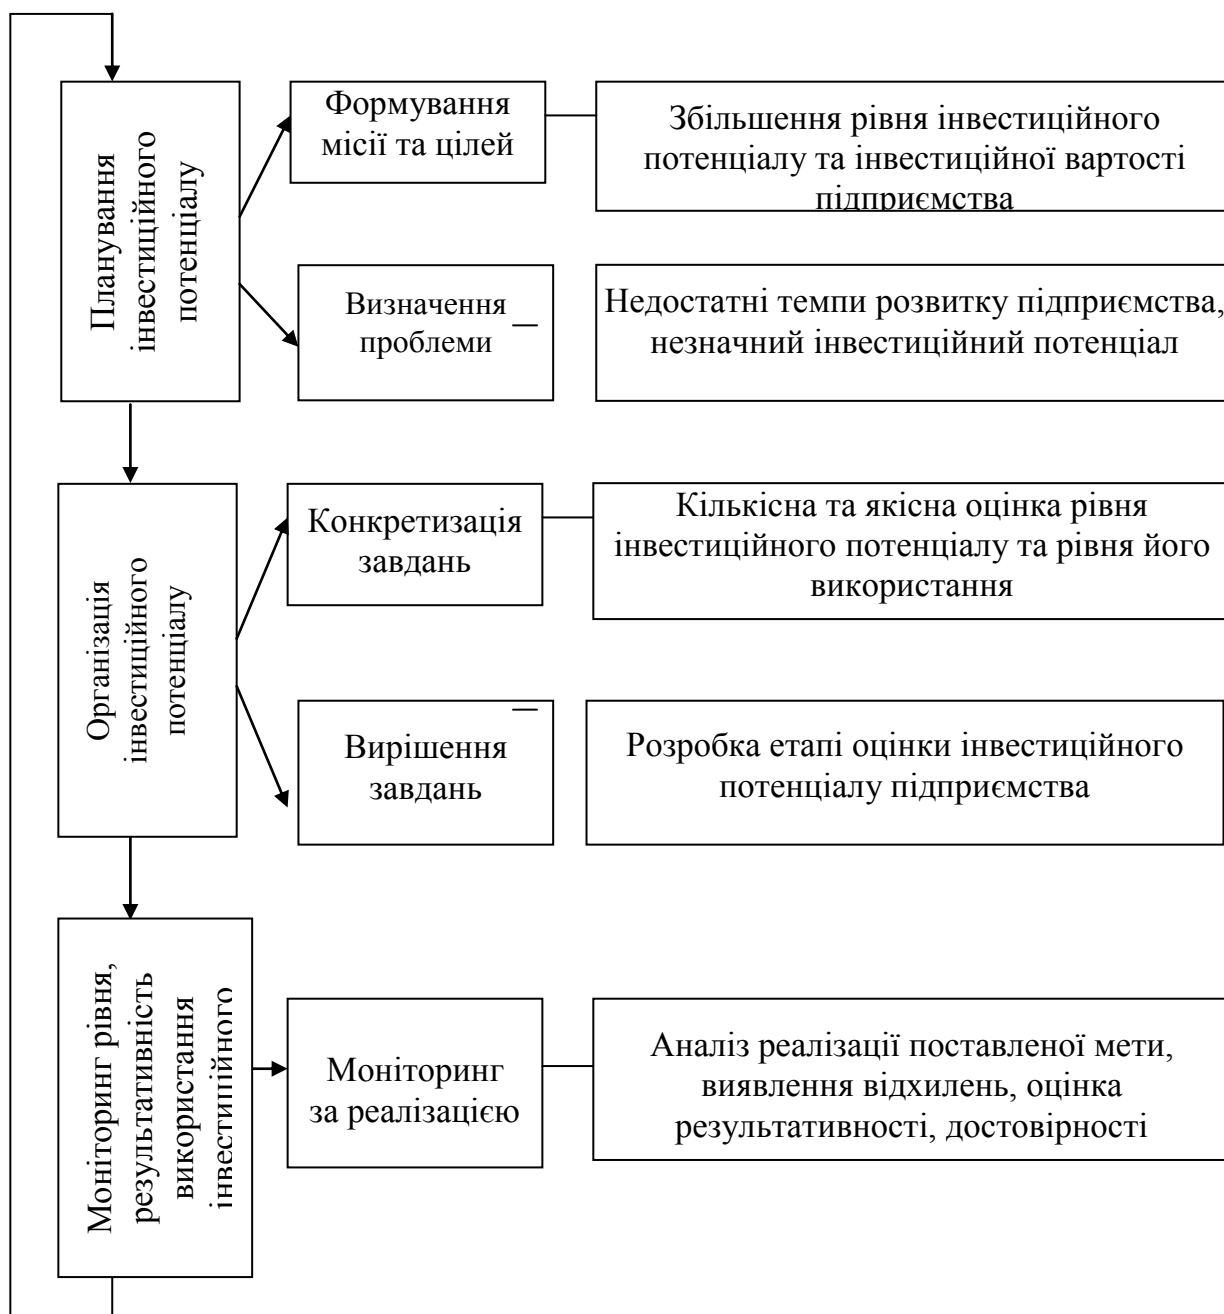 Планування
інвестиційного
потенціалу
Формування
місії та цілей
Збільшення рівня інвестиційного
потенціалу та інвестиційної вартості
підприємства
Визначення
проблеми
Недостатні темпи розвитку підприємства,
незначний інвестиційний потенціал
Організація
інвестиційного
потенціалу
Конкретизація
завдань
Кількісна та якісна оцінка рівня
інвестиційного потенціалу та рівня його
використання
Вирішення
завдань
Розробка етапі оцінки інвестиційного
потенціалу підприємства
Моніторинг рівня,
результативність
використання
інвестиційного
Моніторинг
за реалізацією
Аналіз реалізації поставленої мети,
виявлення відхилень, оцінка
результативності, достовірності